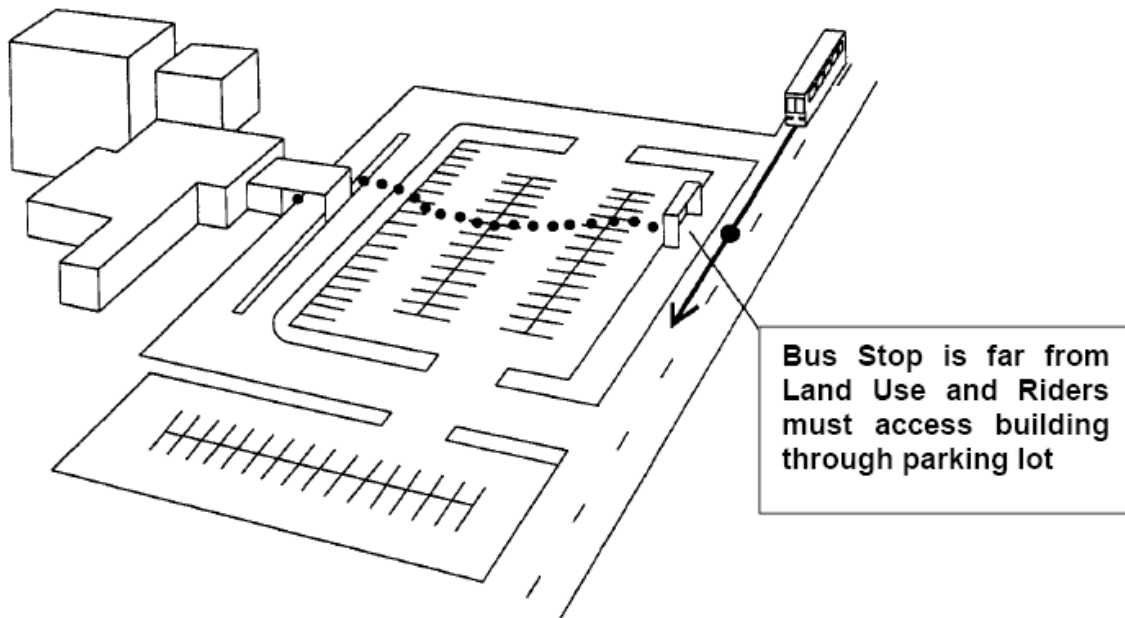 Bus Stop is far from
Land Use and Riders
must access building
through parking lot